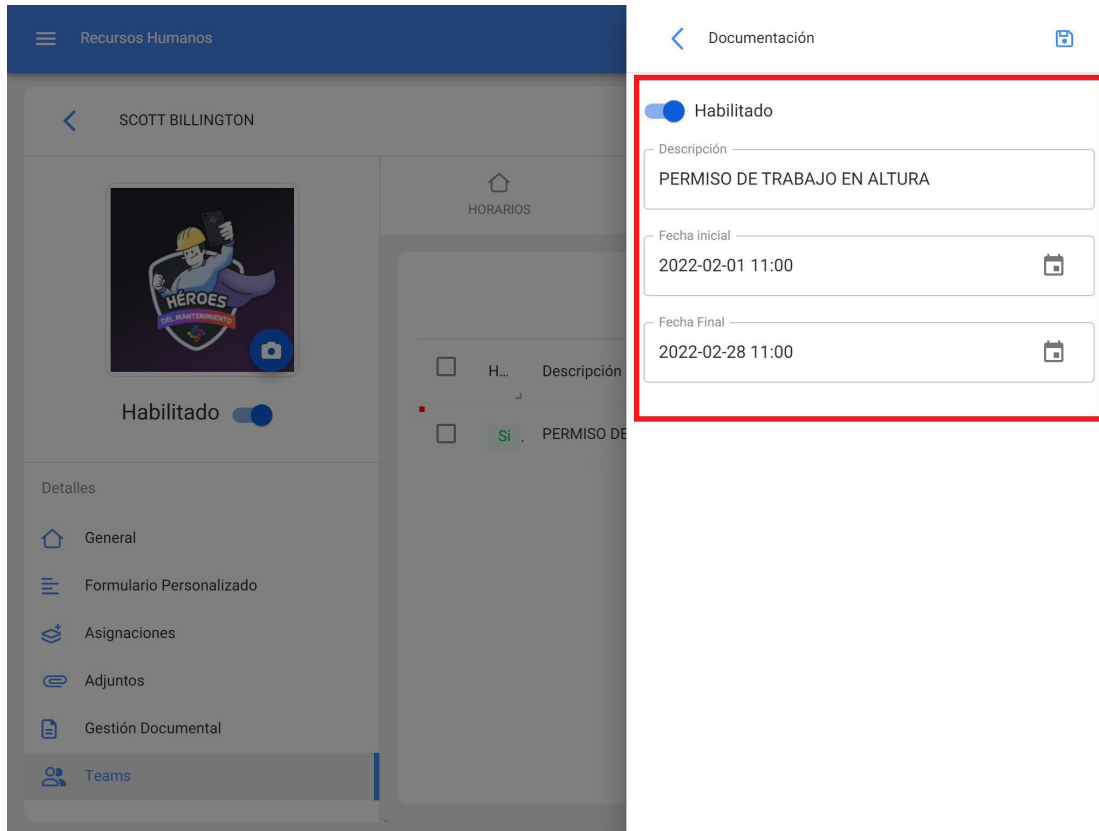 Recursos Humanos
SCOTT BILLINGTON
HÉROES
DEL MANTENIMIENTO
Habilitado
Detalles
General
Formulario Personalizado
Asignaciones
Adjuntos
Gestión Documental
Teams
HORARIOS
H... Descripción
Si . PERMISO DE
Documentación
Habilitado
Descripción
PERMISO DE TRABAJO EN ALTURA
Fecha inicial
2022-02-01 11:00
Fecha Final
2022-02-28 11:00